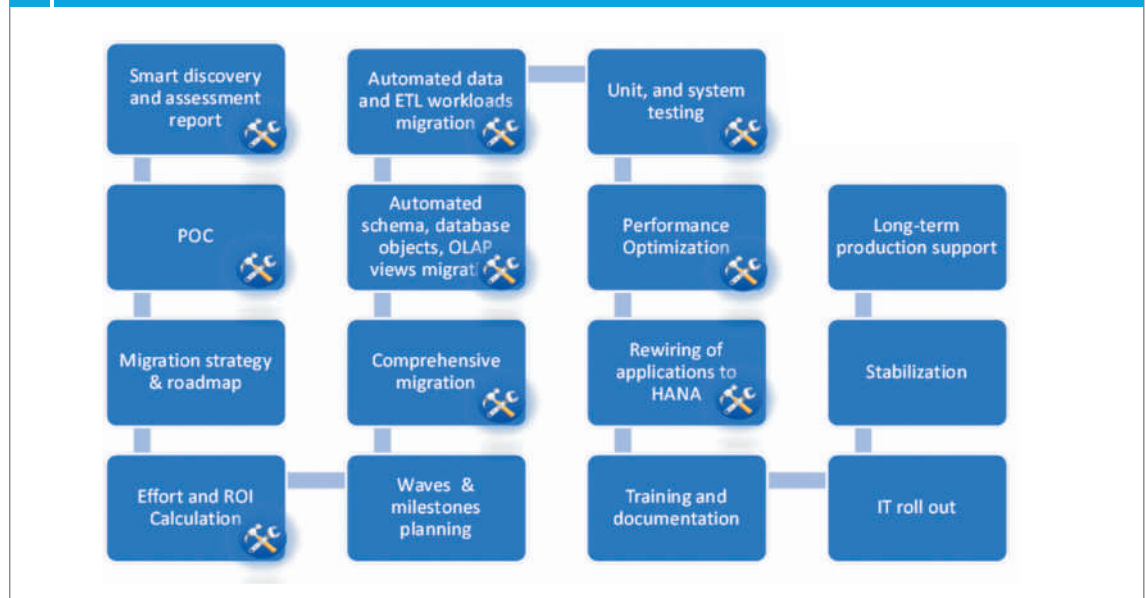 Smart discovery
and assessment
report
POC
Migration strategy
& roadmap
Effort and ROI
Calculation
Waves &
milestones
planning
Comprehensive
migration
Automated
schema, database
objects, OLAP
views
Automated data
and ETL workloads
migration
Unit, and system
testing
Performance
Optimization
Rewiring of
applications to
HANA
Training and
documentation
IT roll out
Stabilization
Long-term
production support